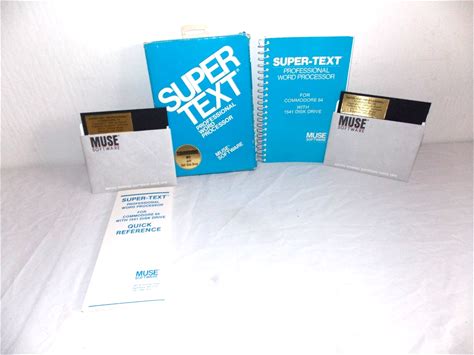 SUPER
TEXT
PROFESSIONAL
WORD
PROCESSOR
MUSE
SOFTWARE
SUPER-TEXT
PROFESSIONAL
WORD PROCESSOR
FOR
COMMODORE 64
WITH
1541 DISK DRIVE
MUSE
SOFTWARE
MUSE
SOFTWARE
MUSE
SOFTWARE
SUPER-TEXT
PROFESSIONAL
WORD PROCESSOR
FOR
COMMODORE 64
WITH 1541 DISK DRIVE
QUICK
REFERENCE
MUSE
SOFTWARE